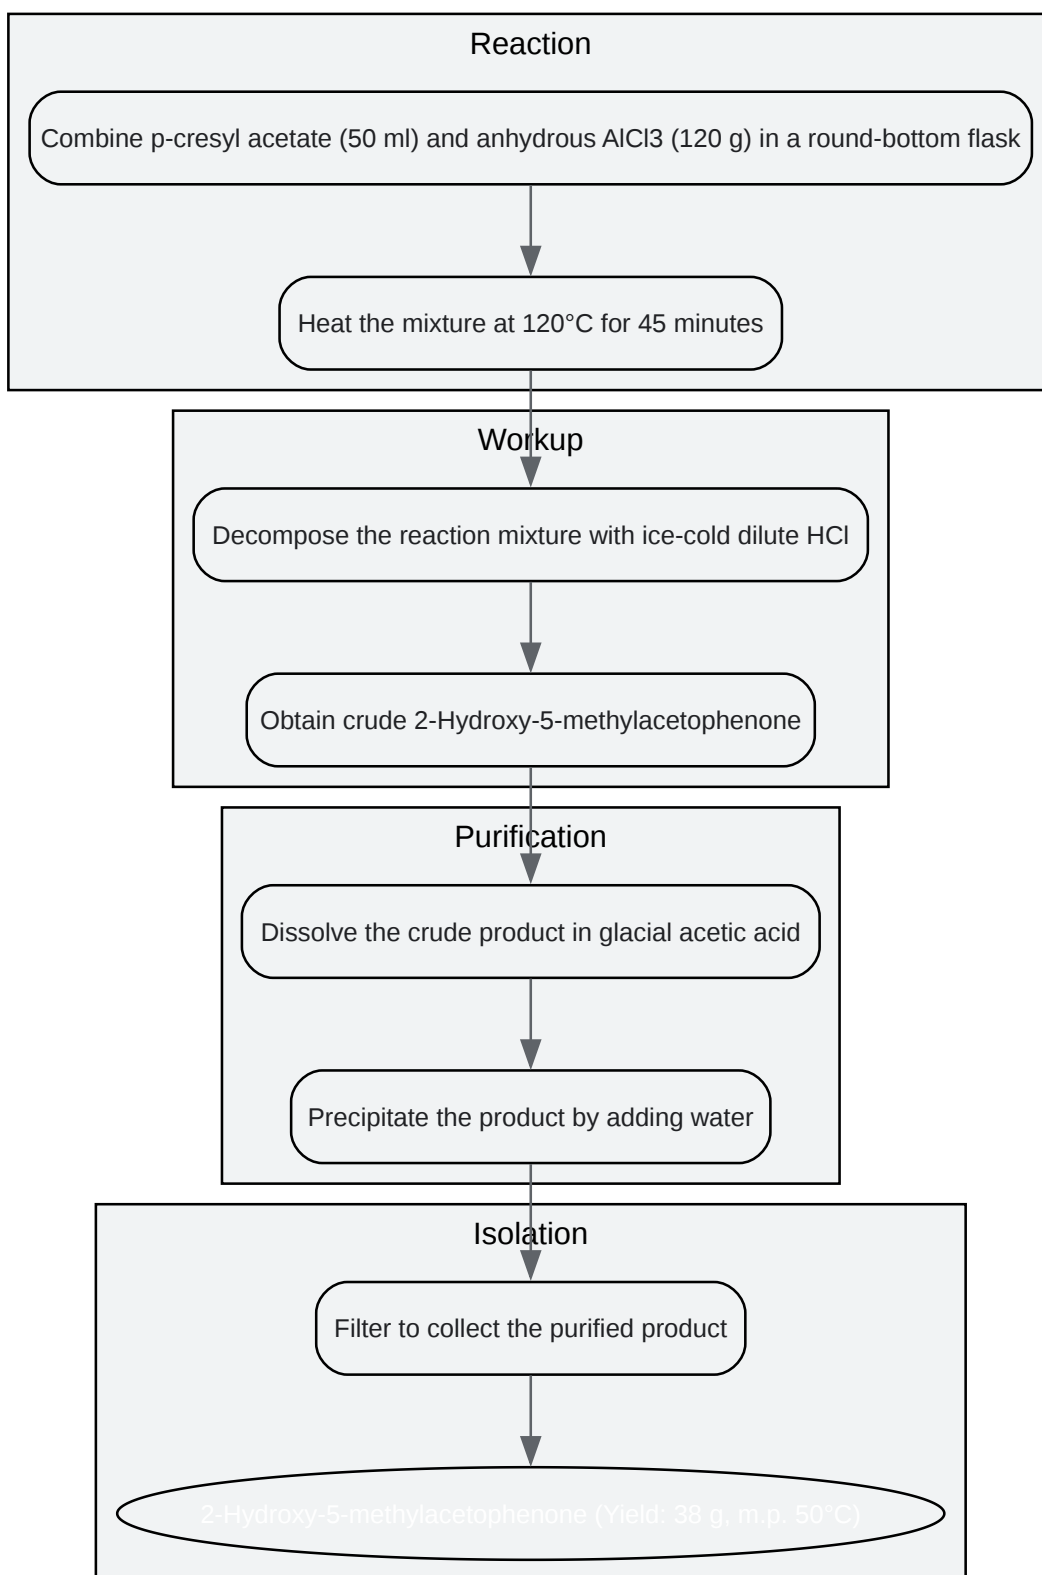 Reaction
Combine p-cresyl acetate (50 ml) and anhydrous AlCl3 (120 g) in a round-bottom flask
Heat the mixture at 120°C for 45 minutes
Workup
Decompose the reaction mixture with ice-cold dilute HCl
Obtain crude 2-Hydroxy-5-methylacetophenone
Purification
Dissolve the crude product in glacial acetic acid
Precipitate the product by adding water
Isolation
Filter to collect the purified product
2-Hydroxy-5-methylacetophenone (Yield: 38 g, m.p. 50°C)